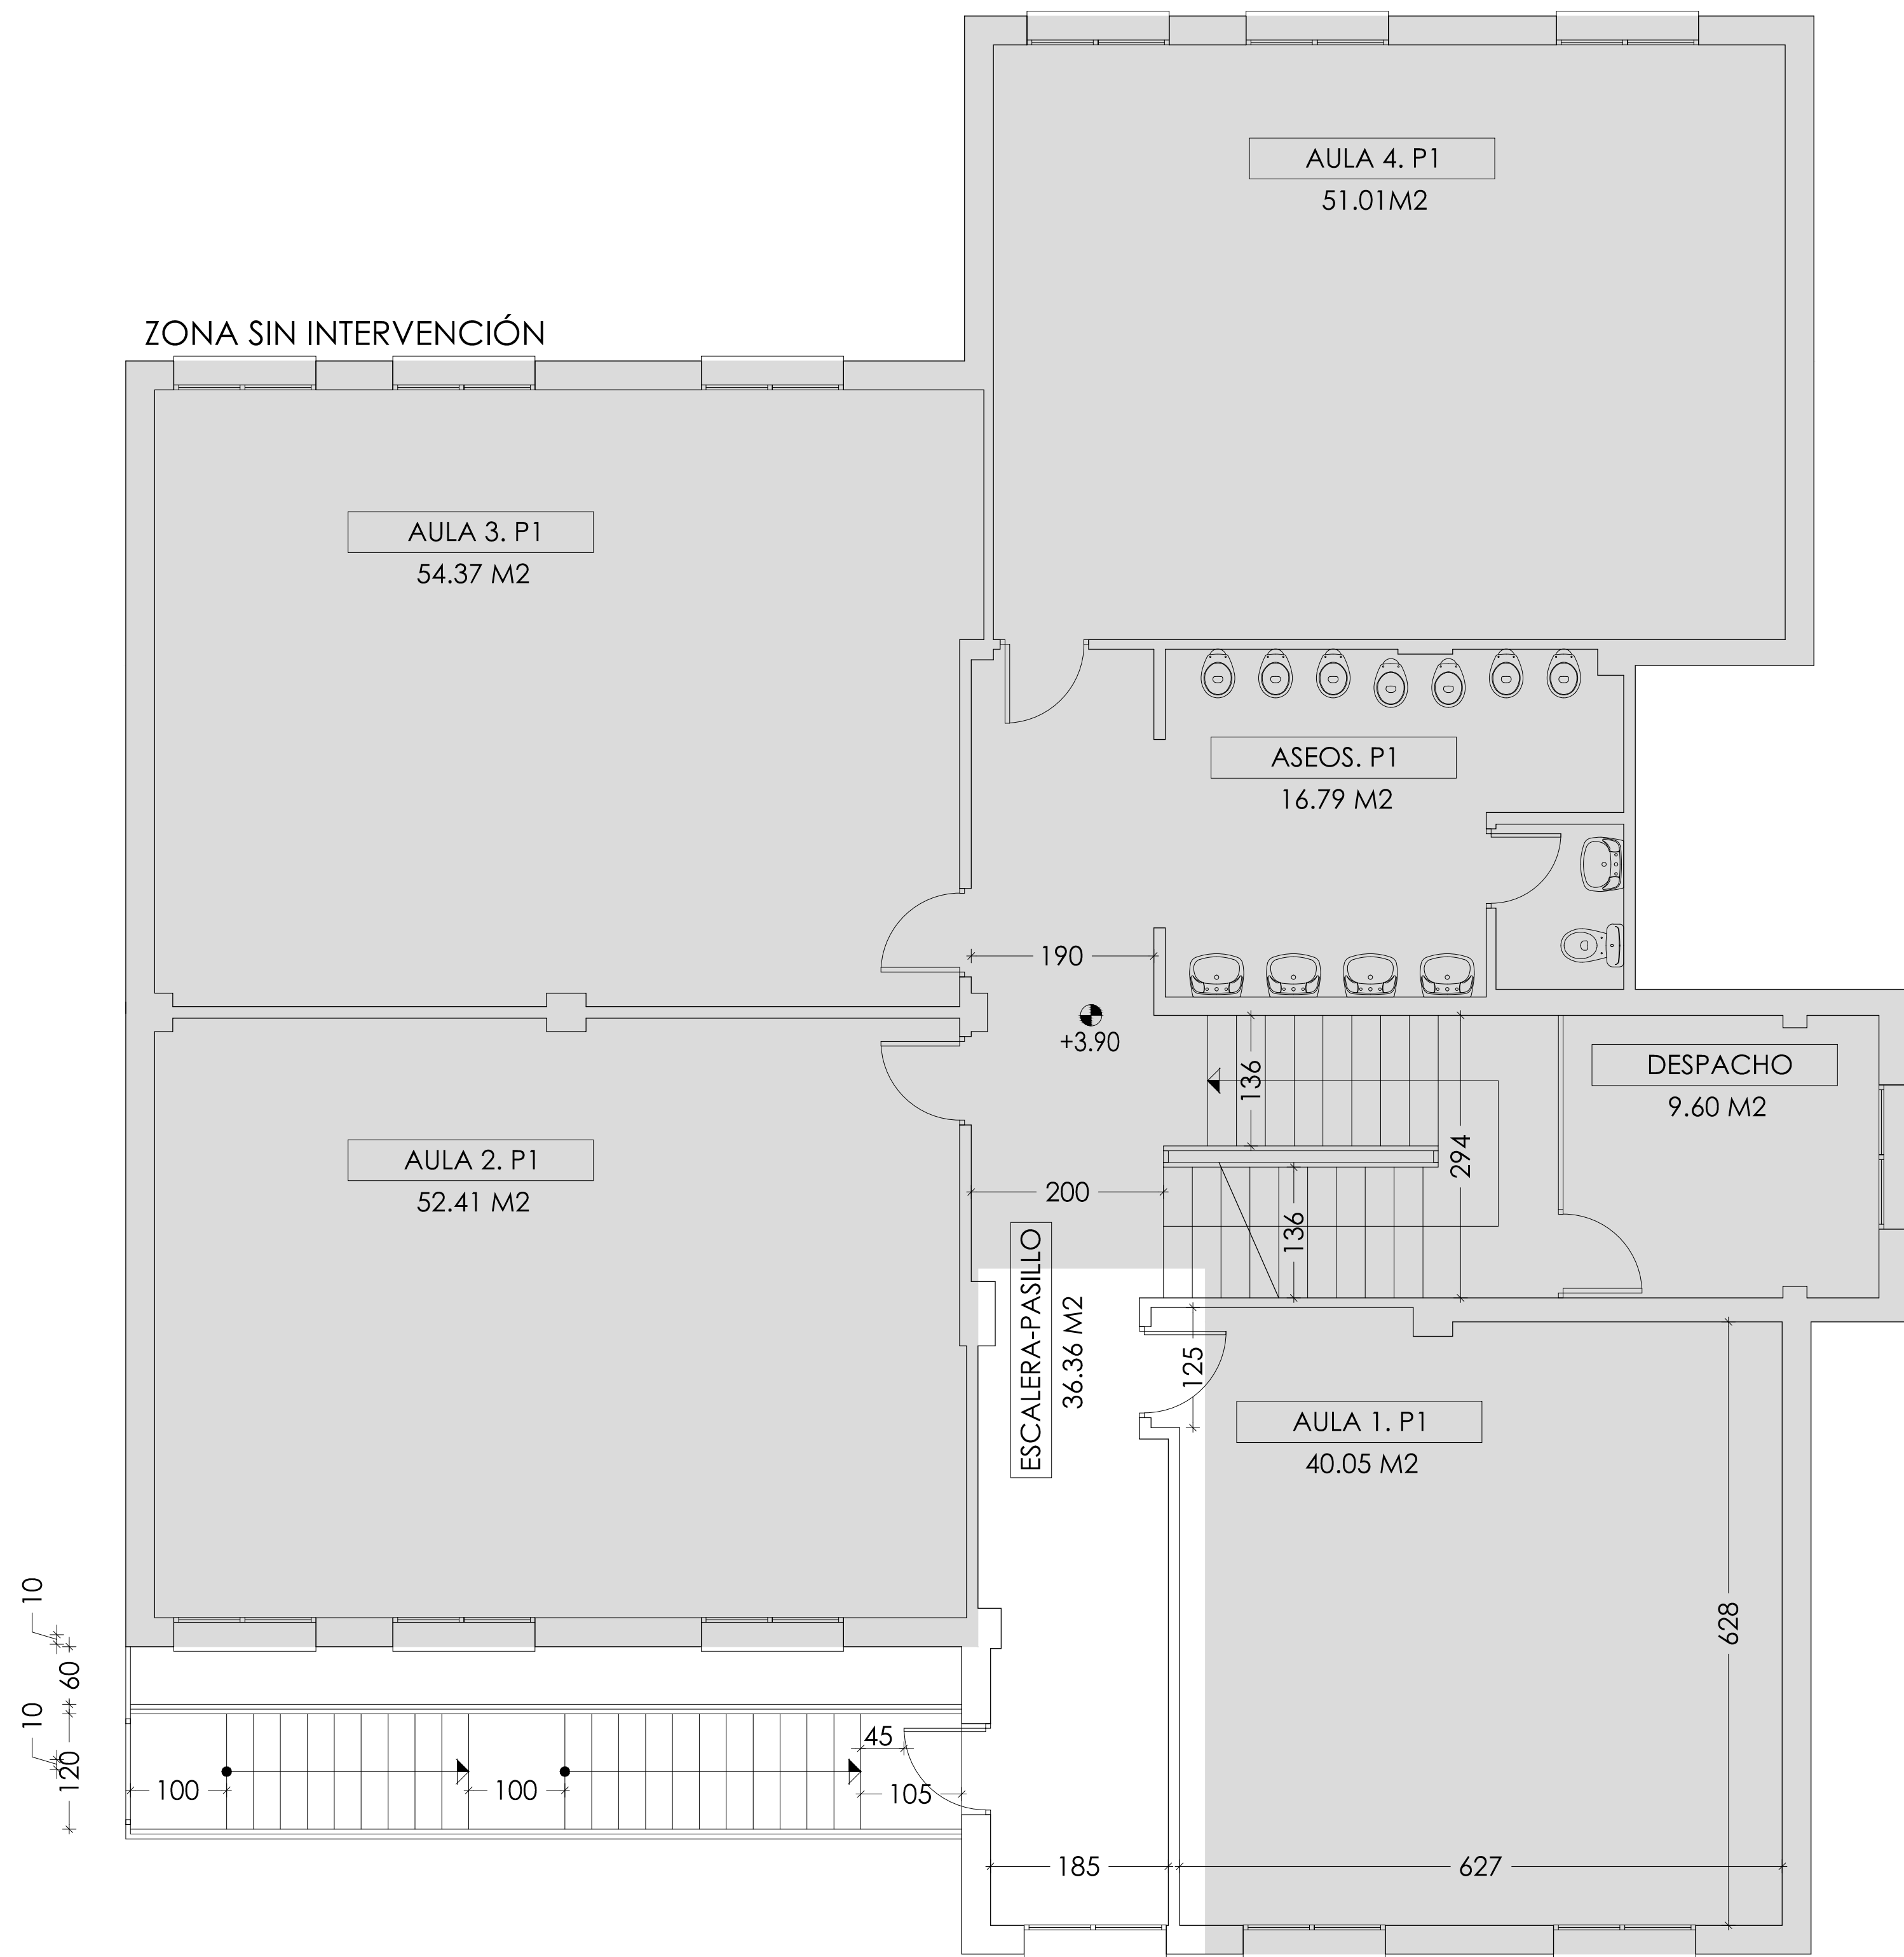 AULA 4. P1
51.01M2
ZONA SIN INTERVENCIÓN
AULA 3. P1
54.37 M2
ASEOS. P1
16.79 M2
190
+3.90
136
DESPACHO
9.60 M2
294
AULA 2. P1
52.41 M2
200
136
ESCALERA-PASILLO
36.36 M2
125
AULA 1. P1
40.05 M2
10
60
628
10
120
45
100
100
105
185
627